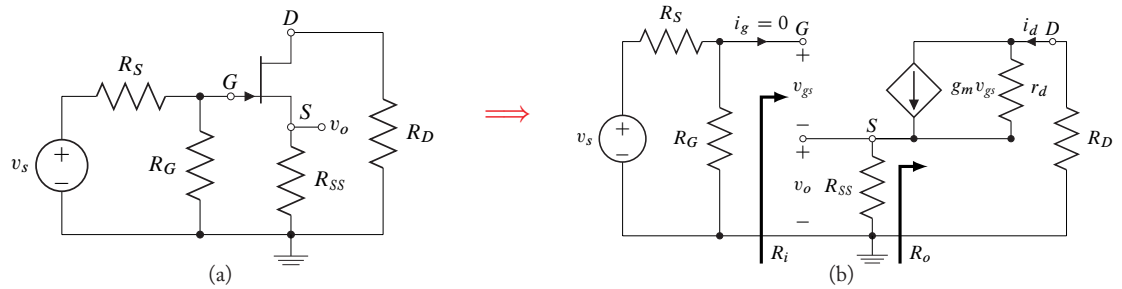 D
R_S
G
S
v_o
R_D
v_s
+
−
R_G
R_SS
(a)
⟹
R_S
i_g = 0
G
+
v_gs
−
v_s
+
−
R_G
R_i
S
+
v_o
−
R_SS
R_o
g_m v_gs
r_d
i_d
D
R_D
(b)